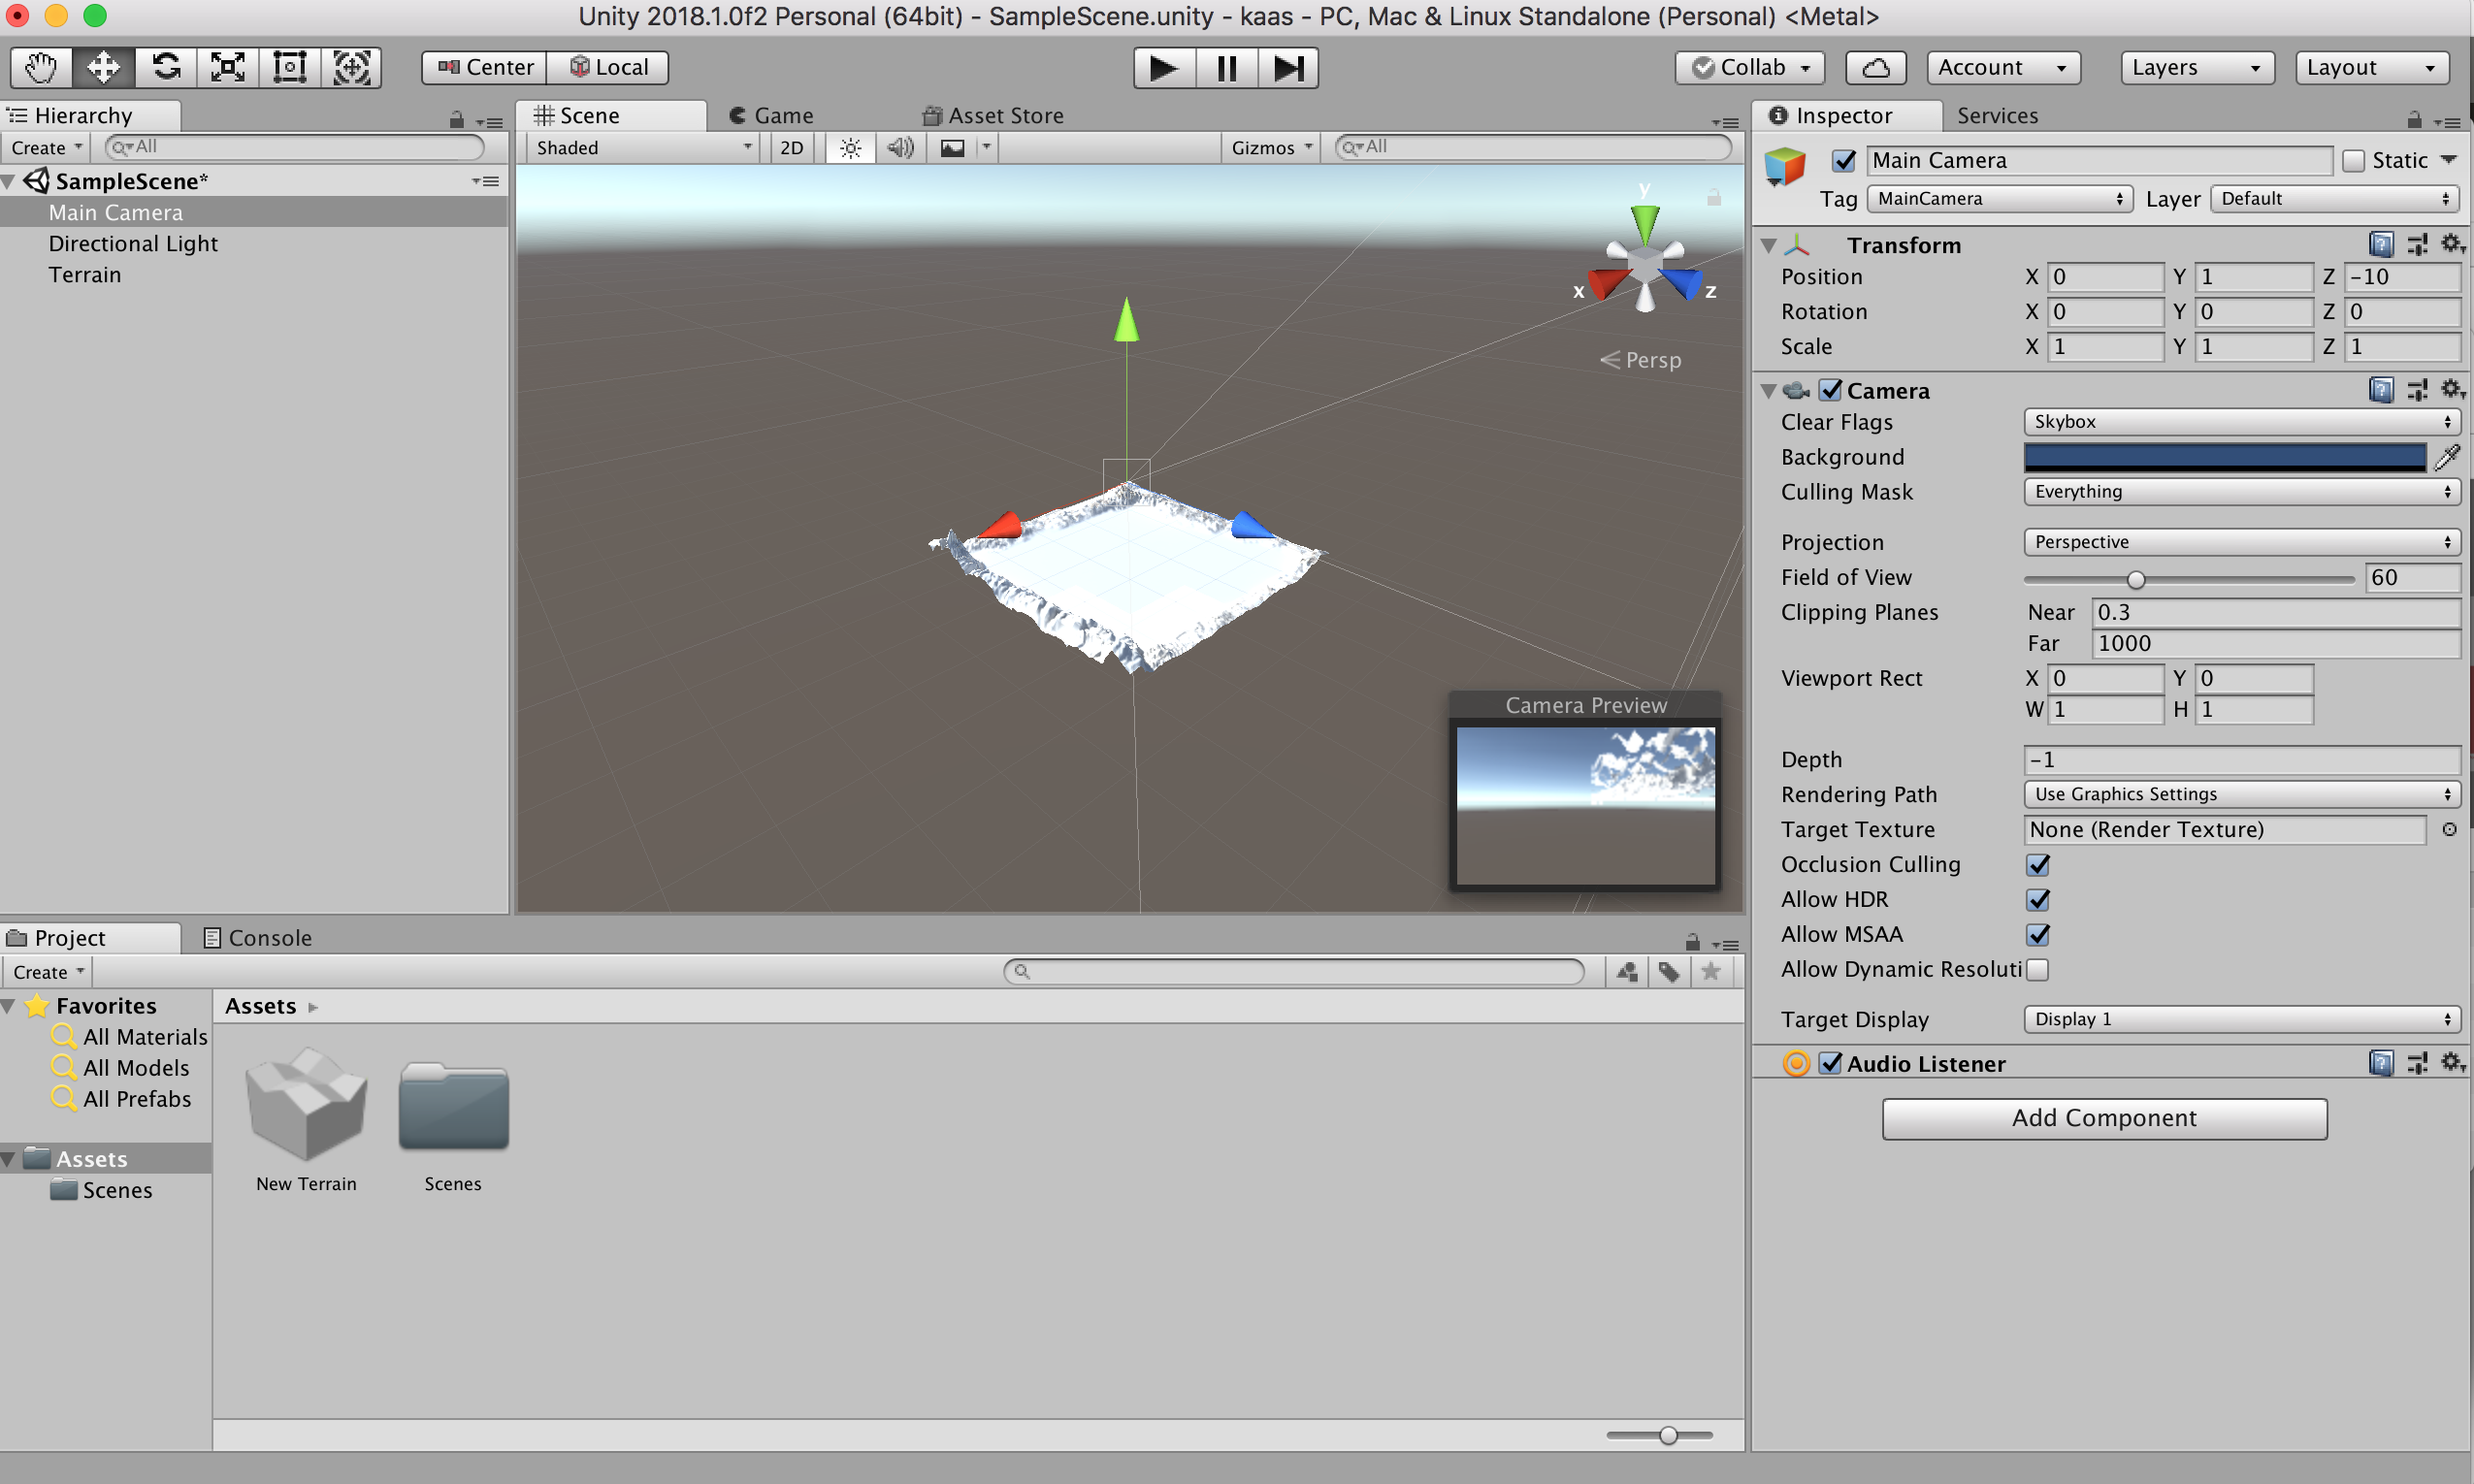 Unity 2018.1.0f2 Personal (64bit) - SampleScene.unity - kaas - PC, Mac & Linux Standalone (Personal) <Metal>
Center Local Collab Account Layers Layout
Hierarchy
Create All
SampleScene*
Main Camera
Directional Light
Terrain
Scene Game Asset Store
Shaded 2D Gizmos All
y
x z
Persp
Camera Preview
Inspector Services
Main Camera Static
Tag MainCamera Layer Default
Transform
Position X 0 Y 1 Z -10
Rotation X 0 Y 0 Z 0
Scale X 1 Y 1 Z 1
Camera
Clear Flags Skybox
Background
Culling Mask Everything
Projection Perspective
Field of View 60
Clipping Planes Near 0.3
Far 1000
Viewport Rect X 0 Y 0
W 1 H 1
Depth -1
Rendering Path Use Graphics Settings
Target Texture None (Render Texture)
Occlusion Culling
Allow HDR
Allow MSAA
Allow Dynamic Resoluti
Target Display Display 1
Audio Listener
Add Component
Project Console
Create
Favorites
All Materials
All Models
All Prefabs
Assets
Scenes
Assets
New Terrain Scenes